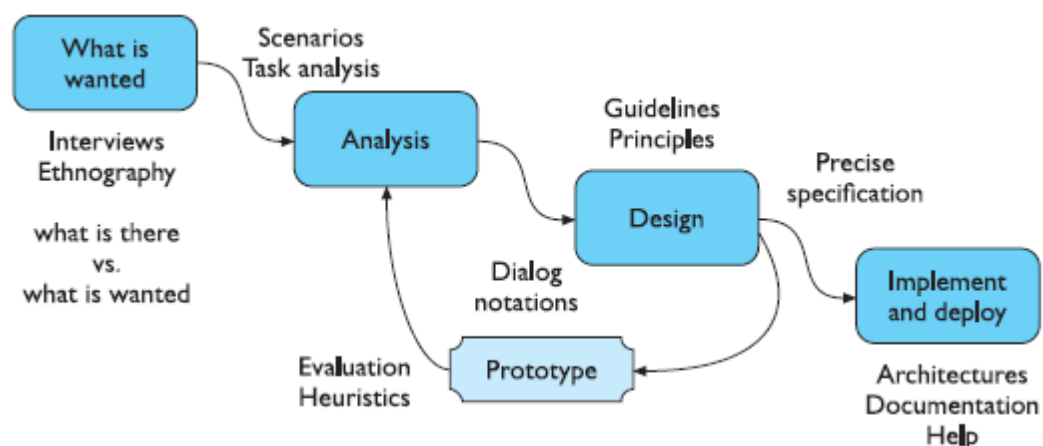 What is
wanted
Interviews
Ethnography
what is there
vs.
what is wanted
Scenarios
Task analysis
Analysis
Guidelines
Principles
Design
Dialog
notations
Prototype
Evaluation
Heuristics
Precise
specification
Implement
and deploy
Architectures
Documentation
Help